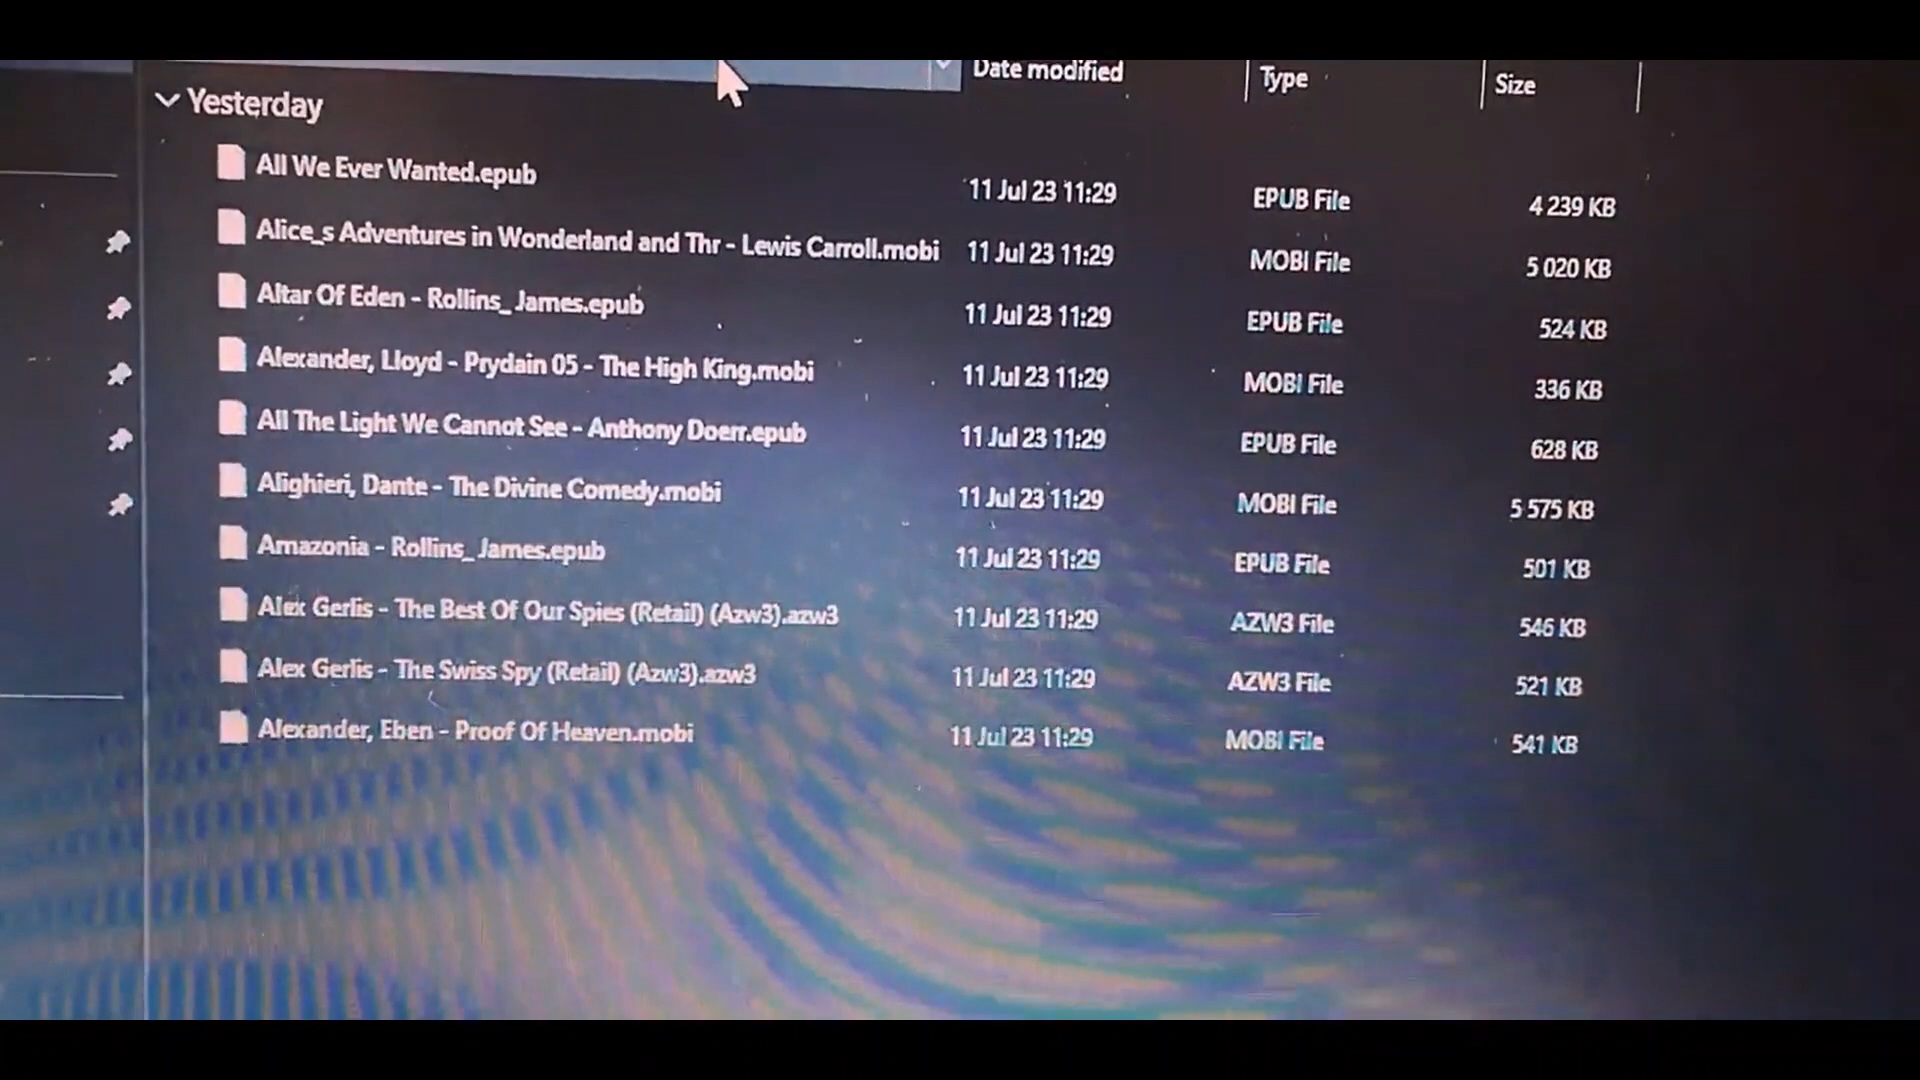 Date modified Type Size
Yesterday
All We Ever Wanted.epub 11 Jul 23 11:29 EPUB File 4 239 KB
Alice_s Adventures in Wonderland and Thr - Lewis Carroll.mobi 11 Jul 23 11:29 MOBI File 5 020 KB
Altar Of Eden - Rollins_ James.epub 11 Jul 23 11:29 EPUB File 524 KB
Alexander, Lloyd - Prydain 05 - The High King.mobi 11 Jul 23 11:29 MOBI File 336 KB
All The Light We Cannot See - Anthony Doerr.epub 11 Jul 23 11:29 EPUB File 628 KB
Alighieri, Dante - The Divine Comedy.mobi 11 Jul 23 11:29 MOBI File 5 575 KB
Amazonia - Rollins_ James.epub 11 Jul 23 11:29 EPUB File 501 KB
Alex Gerlis - The Best Of Our Spies (Retail) (Azw3).azw3 11 Jul 23 11:29 AZW3 File 546 KB
Alex Gerlis - The Swiss Spy (Retail) (Azw3).azw3 11 Jul 23 11:29 AZW3 File 521 KB
Alexander, Eben - Proof Of Heaven.mobi 11 Jul 23 11:29 MOBI File 541 KB